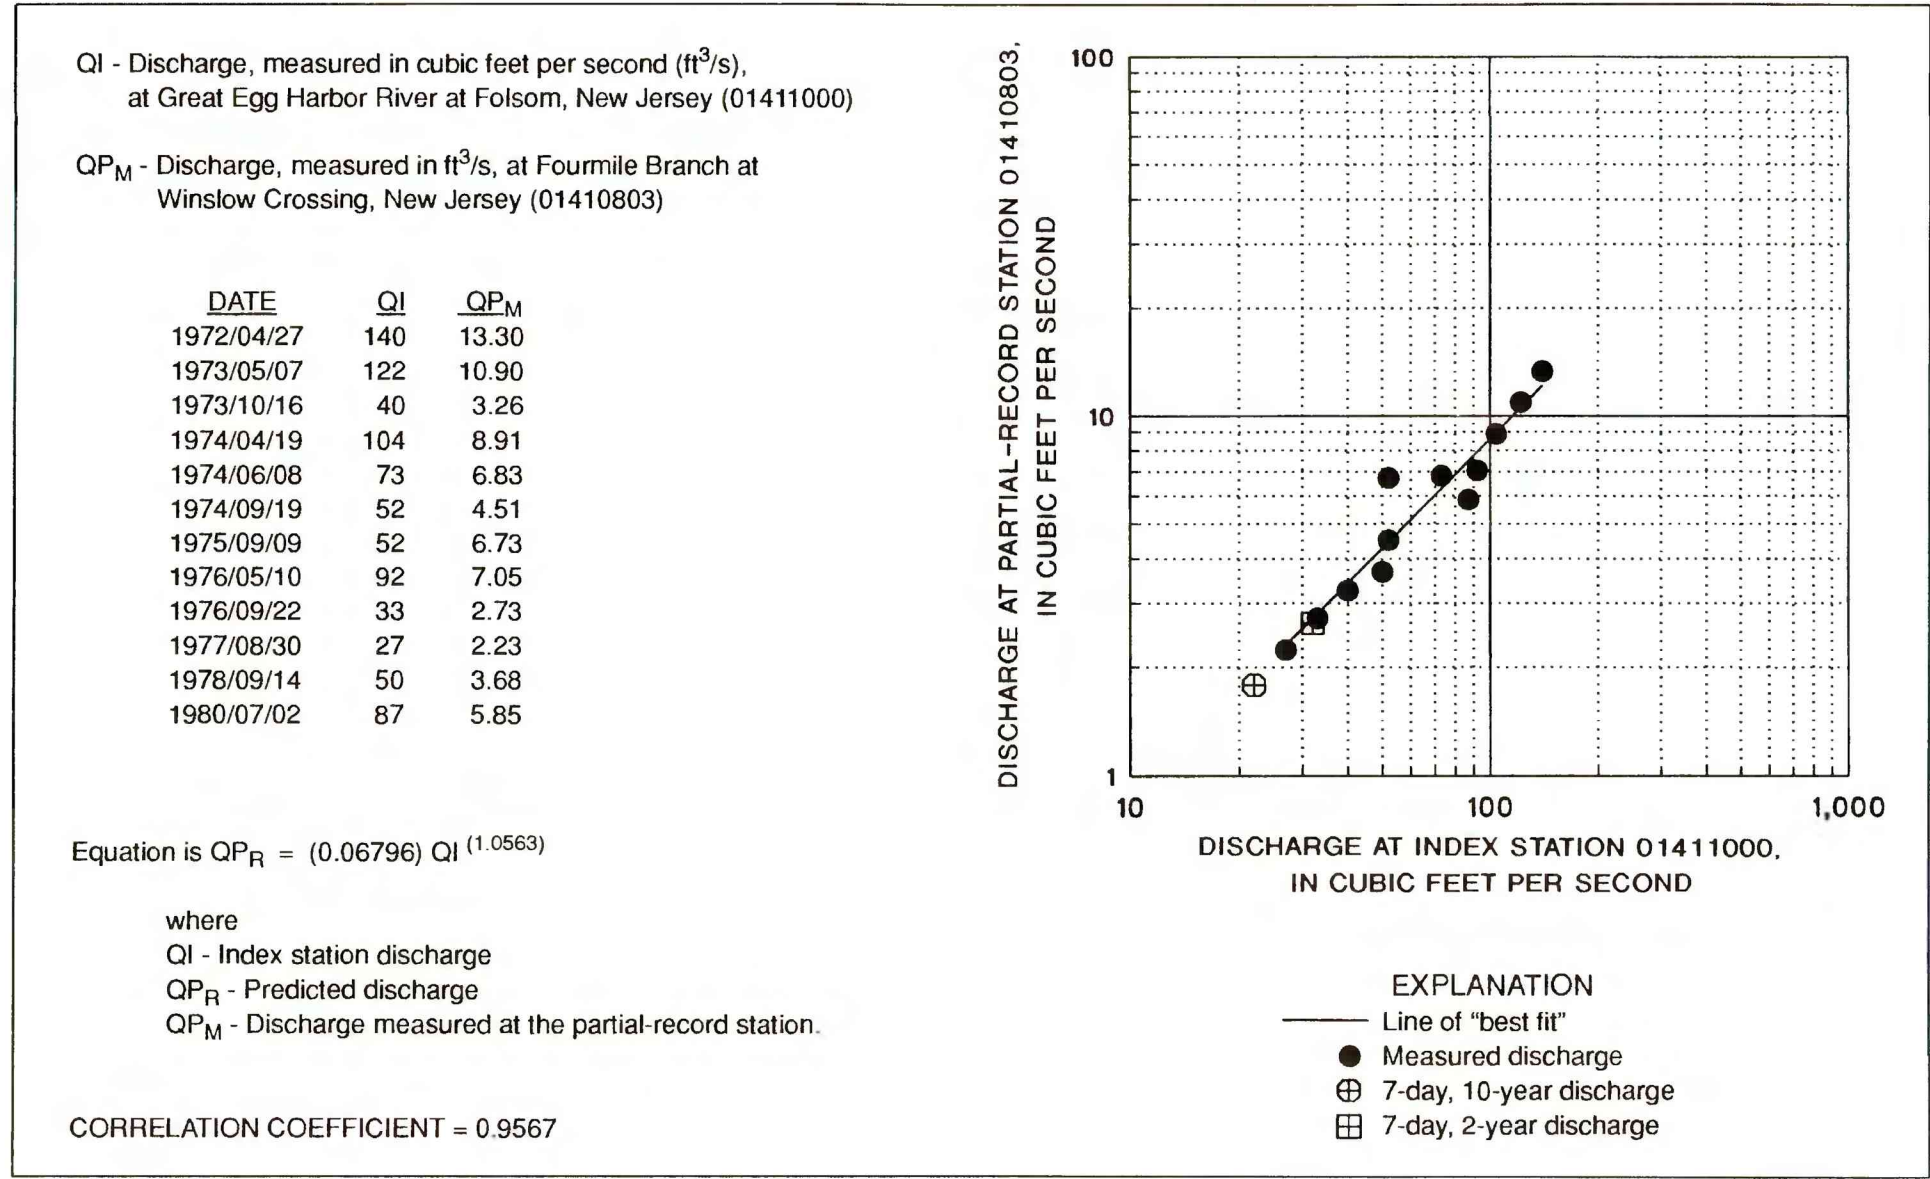 QI - Discharge, measured in cubic feet per second (ft³/s),
at Great Egg Harbor River at Folsom, New Jersey (01411000)
QP_M - Discharge, measured in ft³/s, at Fourmile Branch at
Winslow Crossing, New Jersey (01410803)
DATE QI QP_M
1972/04/27 140 13.30
1973/05/07 122 10.90
1973/10/16 40 3.26
1974/04/19 104 8.91
1974/06/08 73 6.83
1974/09/19 52 4.51
1975/09/09 52 6.73
1976/05/10 92 7.05
1976/09/22 33 2.73
1977/08/30 27 2.23
1978/09/14 50 3.68
1980/07/02 87 5.85
Equation is QP_R = (0.06796) QI ^(1.0563)
where
QI - Index station discharge
QP_R - Predicted discharge
QP_M - Discharge measured at the partial-record station.
CORRELATION COEFFICIENT = 0.9567
DISCHARGE AT PARTIAL-RECORD STATION 01410803,
IN CUBIC FEET PER SECOND
100
10
1
10 100 1,000
DISCHARGE AT INDEX STATION 01411000,
IN CUBIC FEET PER SECOND
EXPLANATION
Line of “best fit”
Measured discharge
7-day, 10-year discharge
7-day, 2-year discharge